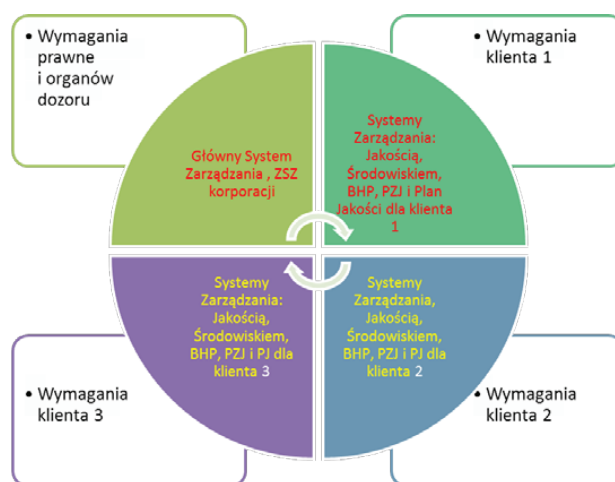 • Wymagania
prawne
i organów
dozoru
• Wymagania
klienta 1
Główny System
Zarządzania , ZSZ
korporacji
Systemy
Zarządzania:
Jakością,
Środowiskiem,
BHP, PZJ i Plan
Jakości dla klienta
1
Systemy
Zarządzania:
Jakością,
Środowiskiem,
BHP, PZJ i PJ dla
klienta 3
Systemy
Zarządzania,
Jakością,
Środowiskiem,
BHP, PZJ i PJ dla
klienta 2
• Wymagania
klienta 3
• Wymagania
klienta 2